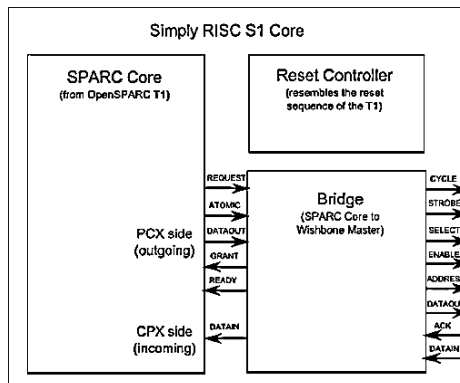 Simply RISC S1 Core
SPARC Core
(from OpenSPARC T1)
Reset Controller
(resembles the reset
sequence of the T1)
REQUEST
ATOMIC
DATAOUT
GRANT
READY
DATAIN
PCX side
(outgoing)
CPX side
(incoming)
Bridge
(SPARC Core to
Wishbone Master)
CYCLE
STROBE
SELECT
ENABLE
ADDRES
DATAOU
ACK
DATAIN